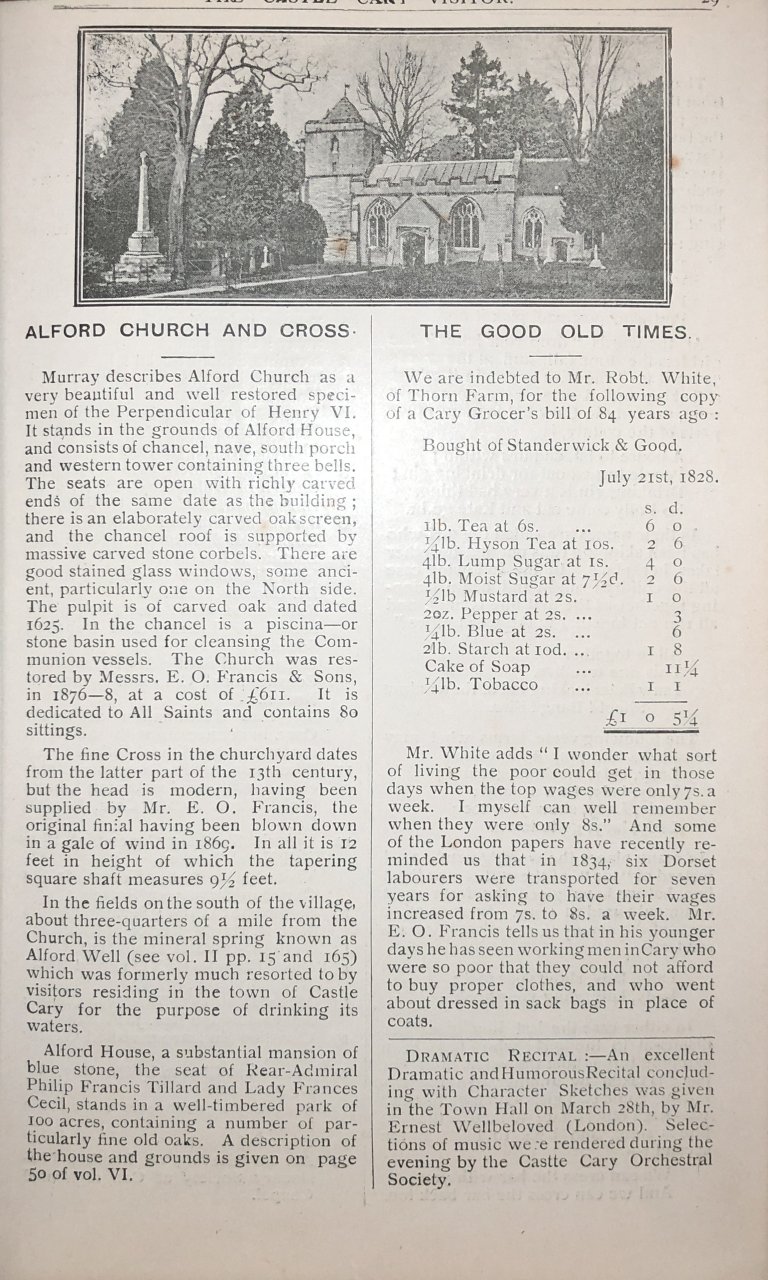 THE CASTLE CARY VISITOR. 29
ALFORD CHURCH AND CROSS.
Murray describes Alford Church as a
very beautiful and well restored speci-
men of the Perpendicular of Henry VI.
It stands in the grounds of Alford House,
and consists of chancel, nave, south porch
and western tower containing three bells.
The seats are open with richly carved
ends of the same date as the building ;
there is an elaborately carved oak screen,
and the chancel roof is supported by
massive carved stone corbels. There are
good stained glass windows, some anci-
ent, particularly one on the North side.
The pulpit is of carved oak and dated
1625. In the chancel is a piscina—or
stone basin used for cleansing the Com-
munion vessels. The Church was res-
tored by Messrs. E. O. Francis & Sons,
in 1876—8, at a cost of £611. It is
dedicated to All Saints and contains 80
sittings.
The fine Cross in the churchyard dates
from the latter part of the 13th century,
but the head is modern, having been
supplied by Mr. E. O. Francis, the
original finial having been blown down
in a gale of wind in 1869. In all it is 12
feet in height of which the tapering
square shaft measures 9½ feet.
In the fields on the south of the village,
about three-quarters of a mile from the
Church, is the mineral spring known as
Alford Well (see vol. II pp. 15 and 165)
which was formerly much resorted to by
visitors residing in the town of Castle
Cary for the purpose of drinking its
waters.
Alford House, a substantial mansion of
blue stone, the seat of Rear-Admiral
Philip Francis Tillard and Lady Frances
Cecil, stands in a well-timbered park of
100 acres, containing a number of par-
ticularly fine old oaks. A description of
the house and grounds is given on page
50 of vol. VI.
THE GOOD OLD TIMES.
We are indebted to Mr. Robt. White,
of Thorn Farm, for the following copy
of a Cary Grocer's bill of 84 years ago :
Bought of Standerwick & Good.
July 21st, 1828.
s. d.
1lb. Tea at 6s. ... 6 0
¼lb. Hyson Tea at 10s. 2 6
4lb. Lump Sugar at 1s. 4 0
4lb. Moist Sugar at 7½d. 2 6
½lb Mustard at 2s. 1 0
2oz. Pepper at 2s. ... 3
¼lb. Blue at 2s. ... 6
2lb. Starch at 10d. ... 1 8
Cake of Soap ... 11¼
¼lb. Tobacco ... 1 1
£1 0 5¼
Mr. White adds " I wonder what sort
of living the poor could get in those
days when the top wages were only 7s. a
week. I myself can well remember
when they were only 8s." And some
of the London papers have recently re-
minded us that in 1834, six Dorset
labourers were transported for seven
years for asking to have their wages
increased from 7s. to 8s. a week. Mr.
E. O. Francis tells us that in his younger
days he has seen working men in Cary who
were so poor that they could not afford
to buy proper clothes, and who went
about dressed in sack bags in place of
coats.
DRAMATIC RECITAL :—An excellent
Dramatic and Humorous Recital conclud-
ing with Character Sketches was given
in the Town Hall on March 28th, by Mr.
Ernest Wellbeloved (London). Selec-
tions of music were rendered during the
evening by the Castte Cary Orchestral
Society.